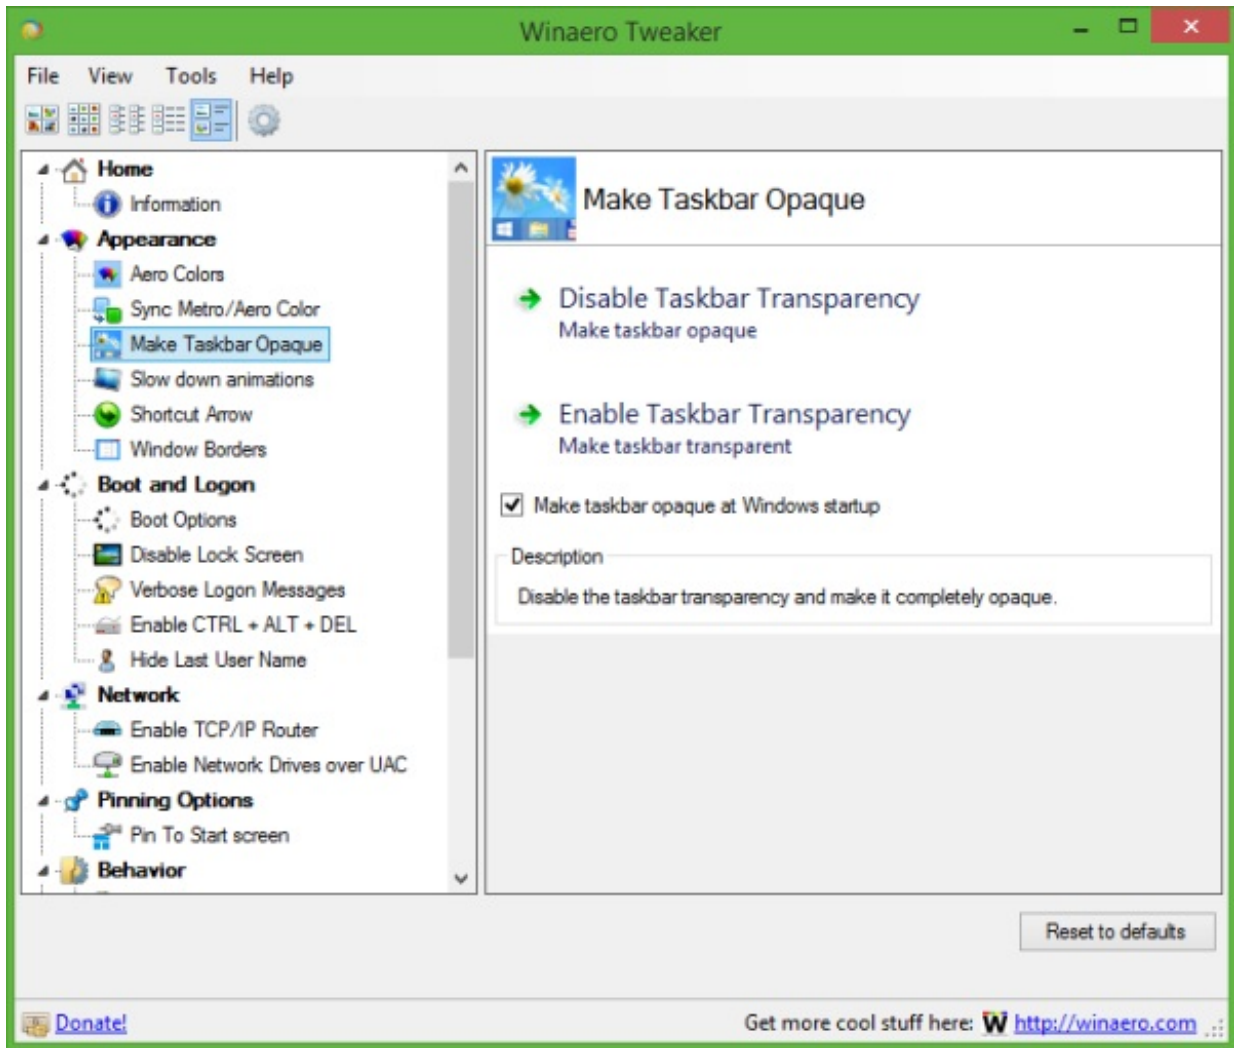 Winaero Tweaker
File View Tools Help
Home
Information
Appearance
Aero Colors
Sync Metro/Aero Color
Make Taskbar Opaque
Slow down animations
Shortcut Arrow
Window Borders
Boot and Logon
Boot Options
Disable Lock Screen
Verbose Logon Messages
Enable CTRL + ALT + DEL
Hide Last User Name
Network
Enable TCP/IP Router
Enable Network Drives over UAC
Pinning Options
Pin To Start screen
Behavior
Make Taskbar Opaque
Disable Taskbar Transparency
Make taskbar opaque
Enable Taskbar Transparency
Make taskbar transparent
Make taskbar opaque at Windows startup
Description
Disable the taskbar transparency and make it completely opaque.
Reset to defaults
Donate!
Get more cool stuff here: W http://winaero.com